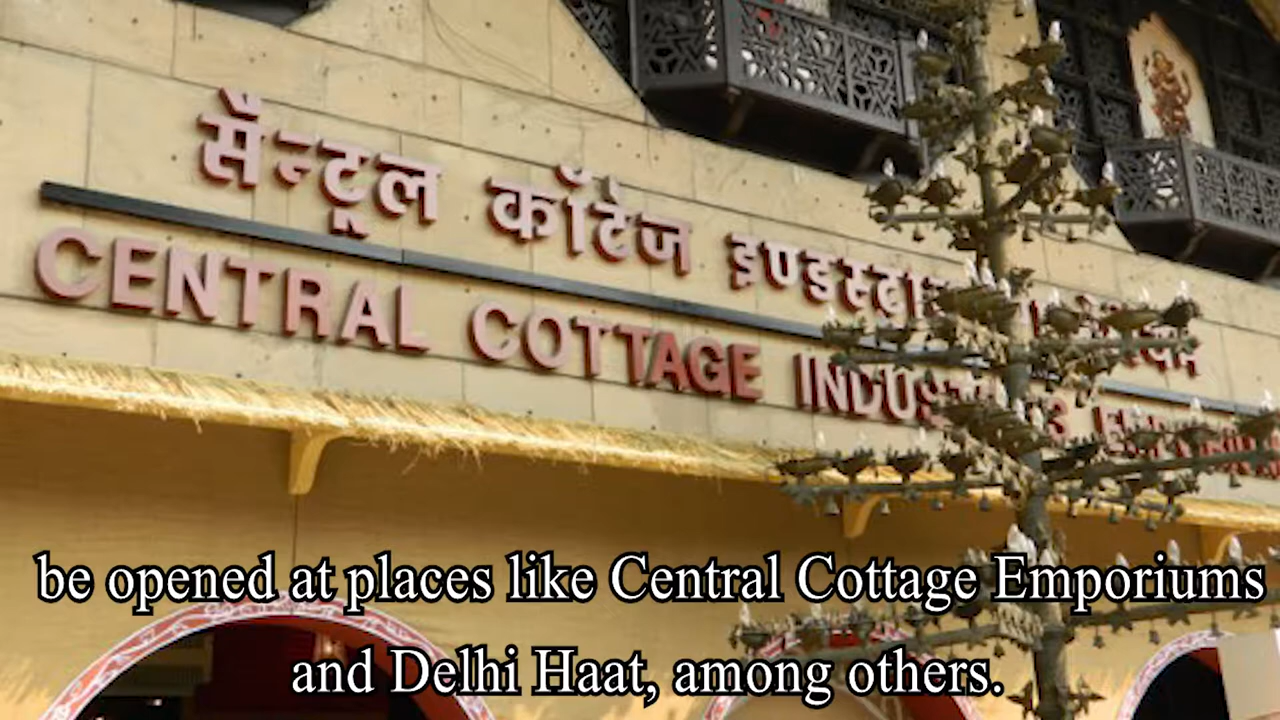 सेंन्ट्रल कॉटेज
CENTRAL COTTAGE
be opened at places like Central Cottage Emporiums
and Delhi Haat, among others.